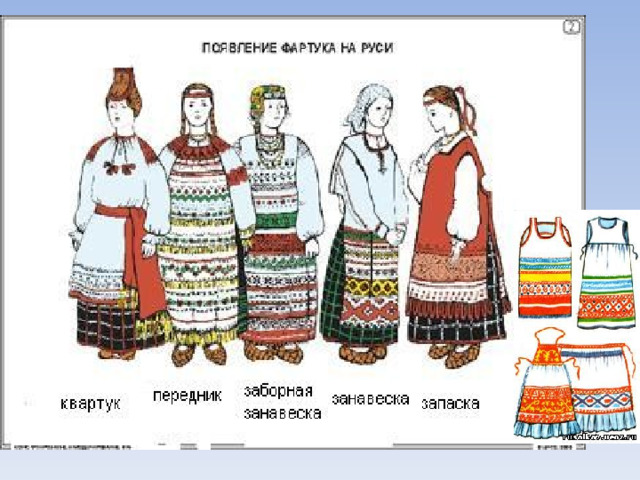 2
ПОЯВЛЕНИЕ ФАРТУКА НА РУСИ
квартук
передник
заборная
занавеска
занавеска
запаска